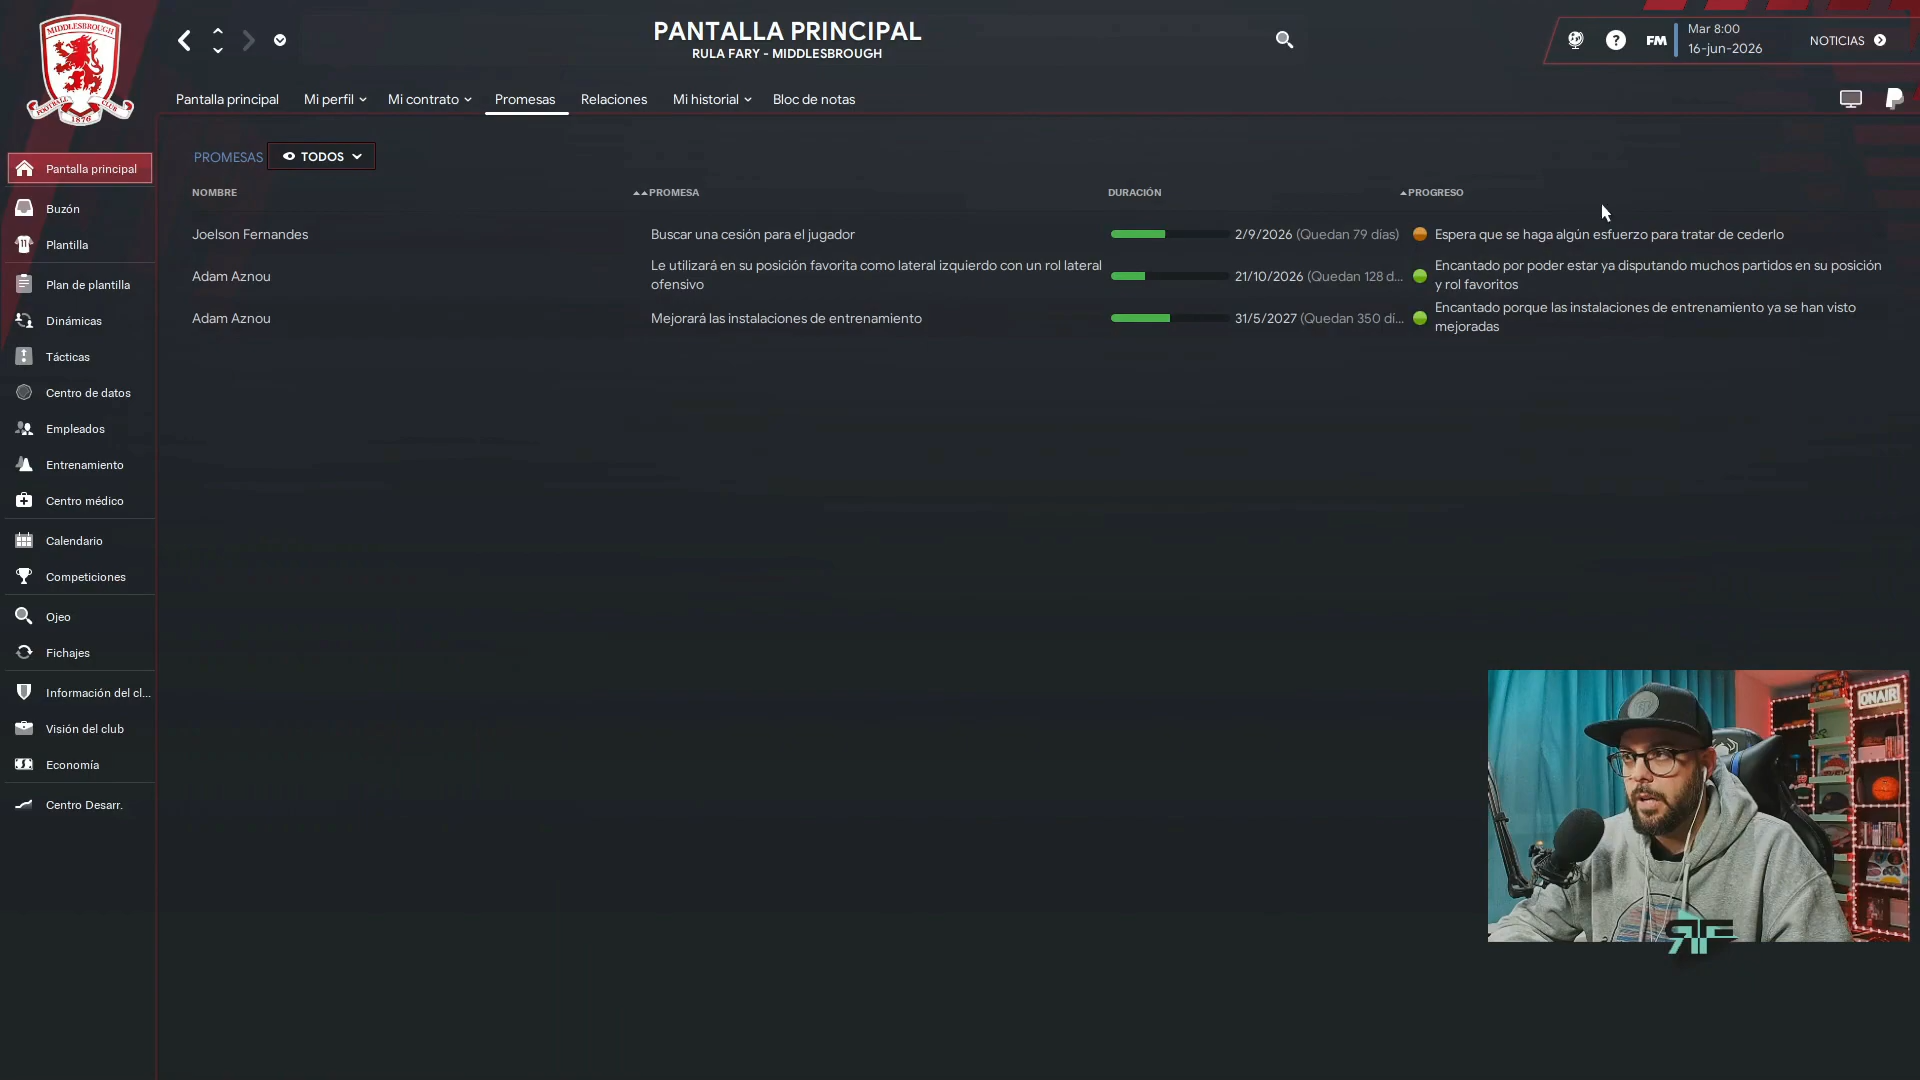 MIDDLESBROUGH
FOOTBALL CLUB
1876
PANTALLA PRINCIPAL
RULA FARY - MIDDLESBROUGH
FM
Mar 8:00
16-jun-2026
NOTICIAS
Pantalla principal
Mi perfil
Mi contrato
Promesas
Relaciones
Mi historial
Bloc de notas
Pantalla principal
Buzón
Plantilla
Plan de plantilla
Dinámicas
Tácticas
Centro de datos
Empleados
Entrenamiento
Centro médico
Calendario
Competiciones
Ojeo
Fichajes
Información del cl...
Visión del club
Economía
Centro Desarr.
PROMESAS
TODOS
NOMBRE
PROMESA
DURACIÓN
PROGRESO
Joelson Fernandes
Buscar una cesión para el jugador
2/9/2026 (Quedan 79 días)
Espera que se haga algún esfuerzo para tratar de cederlo
Adam Aznou
Le utilizará en su posición favorita como lateral izquierdo con un rol lateral
ofensivo
21/10/2026 (Quedan 128 d...
Encantado por poder estar ya disputando muchos partidos en su posición
y rol favoritos
Adam Aznou
Mejorará las instalaciones de entrenamiento
31/5/2027 (Quedan 350 dí...
Encantado porque las instalaciones de entrenamiento ya se han visto
mejoradas
ON AIR